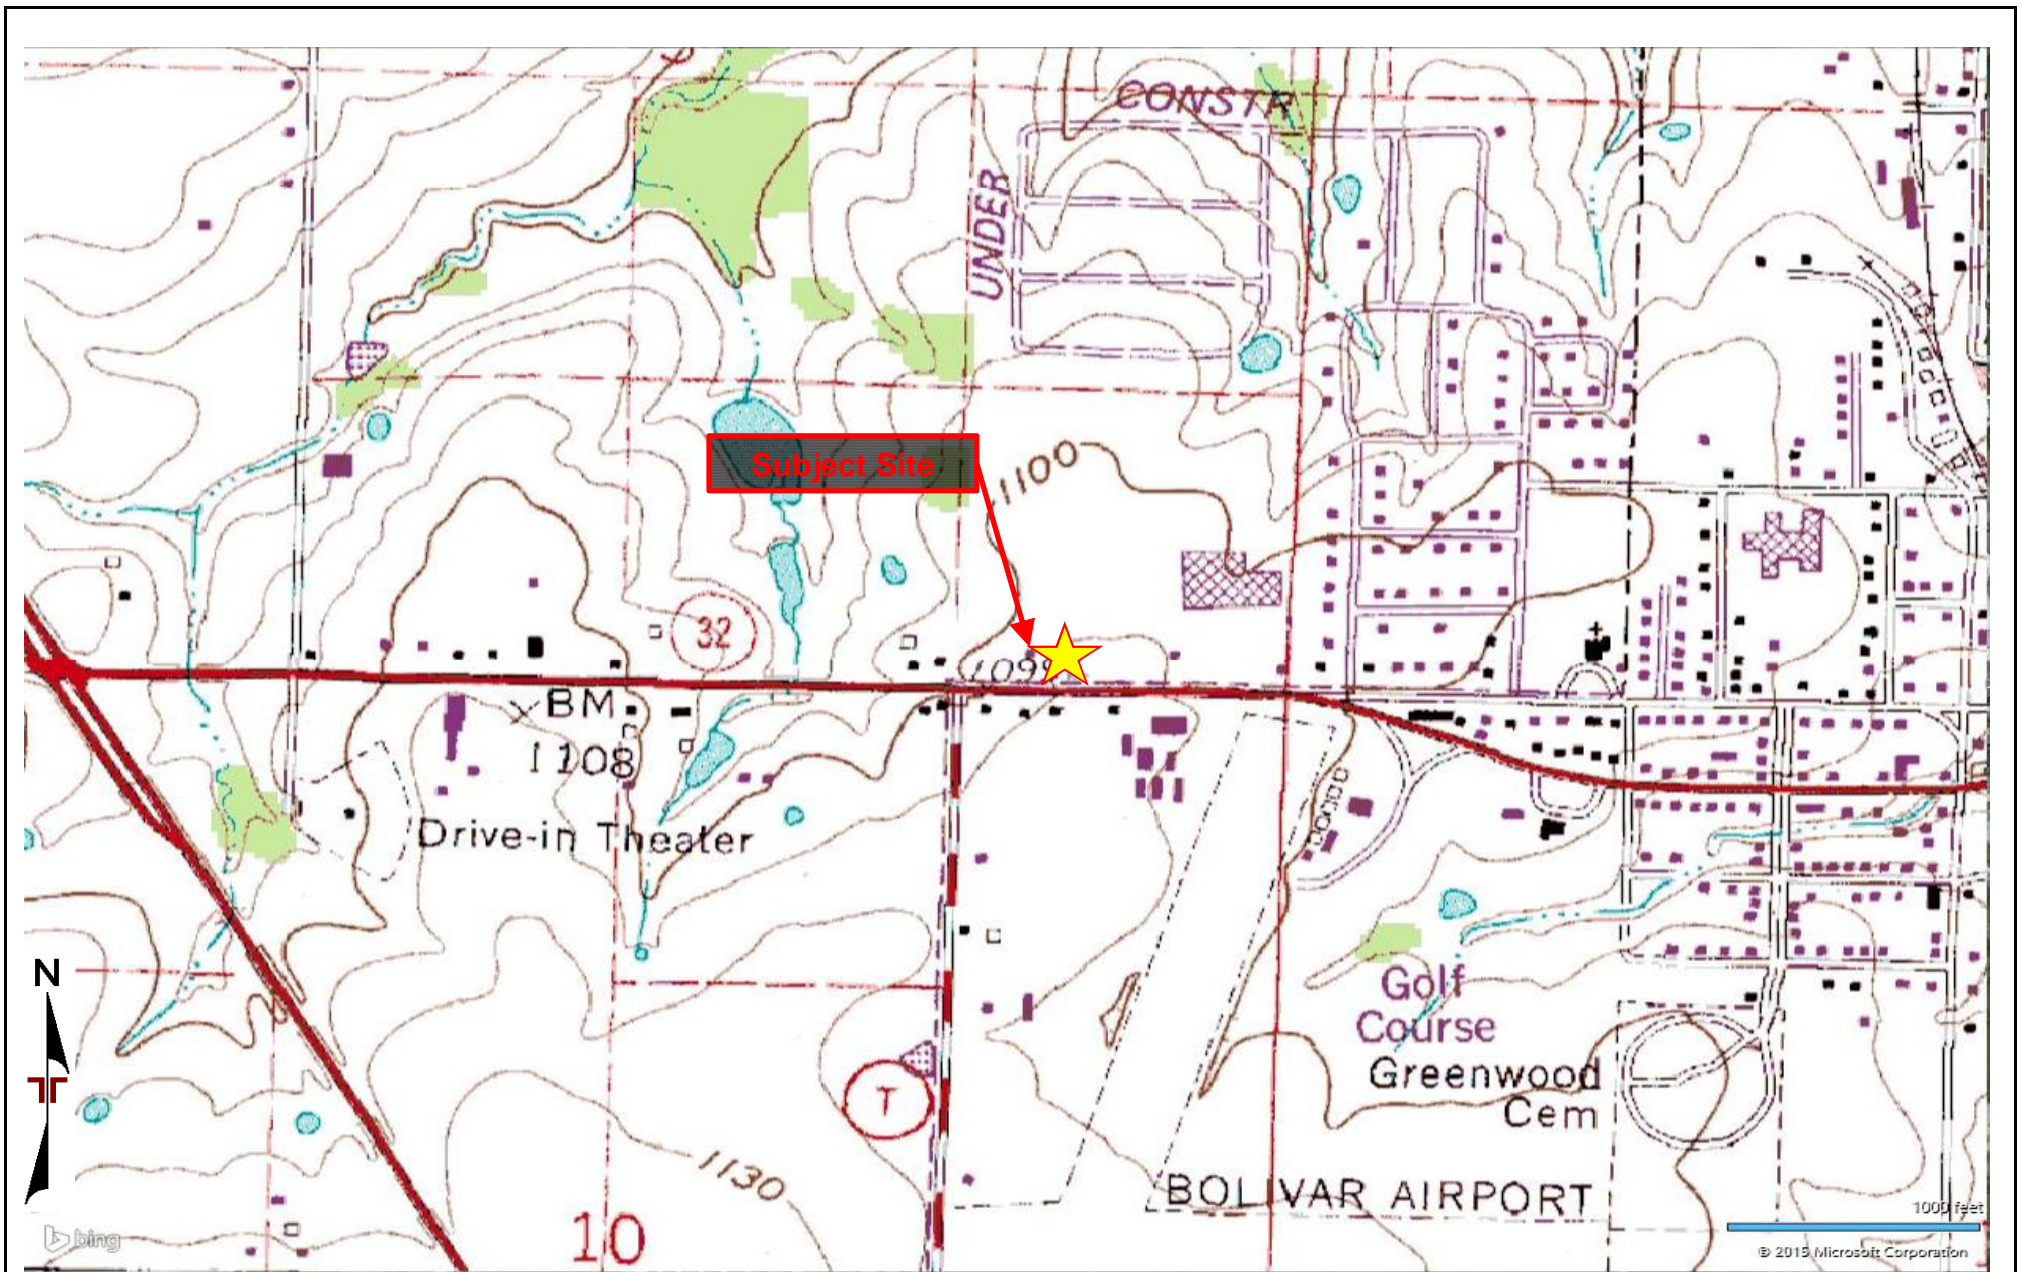 CONSTR
UNDER
Subject Site
1100
32
1099
BM
1108
Drive-in Theater
N
Golf
Course
Greenwood
Cem
T
1130
BOLIVAR AIRPORT
10
1000 feet
bing
© 2015 Microsoft Corporation